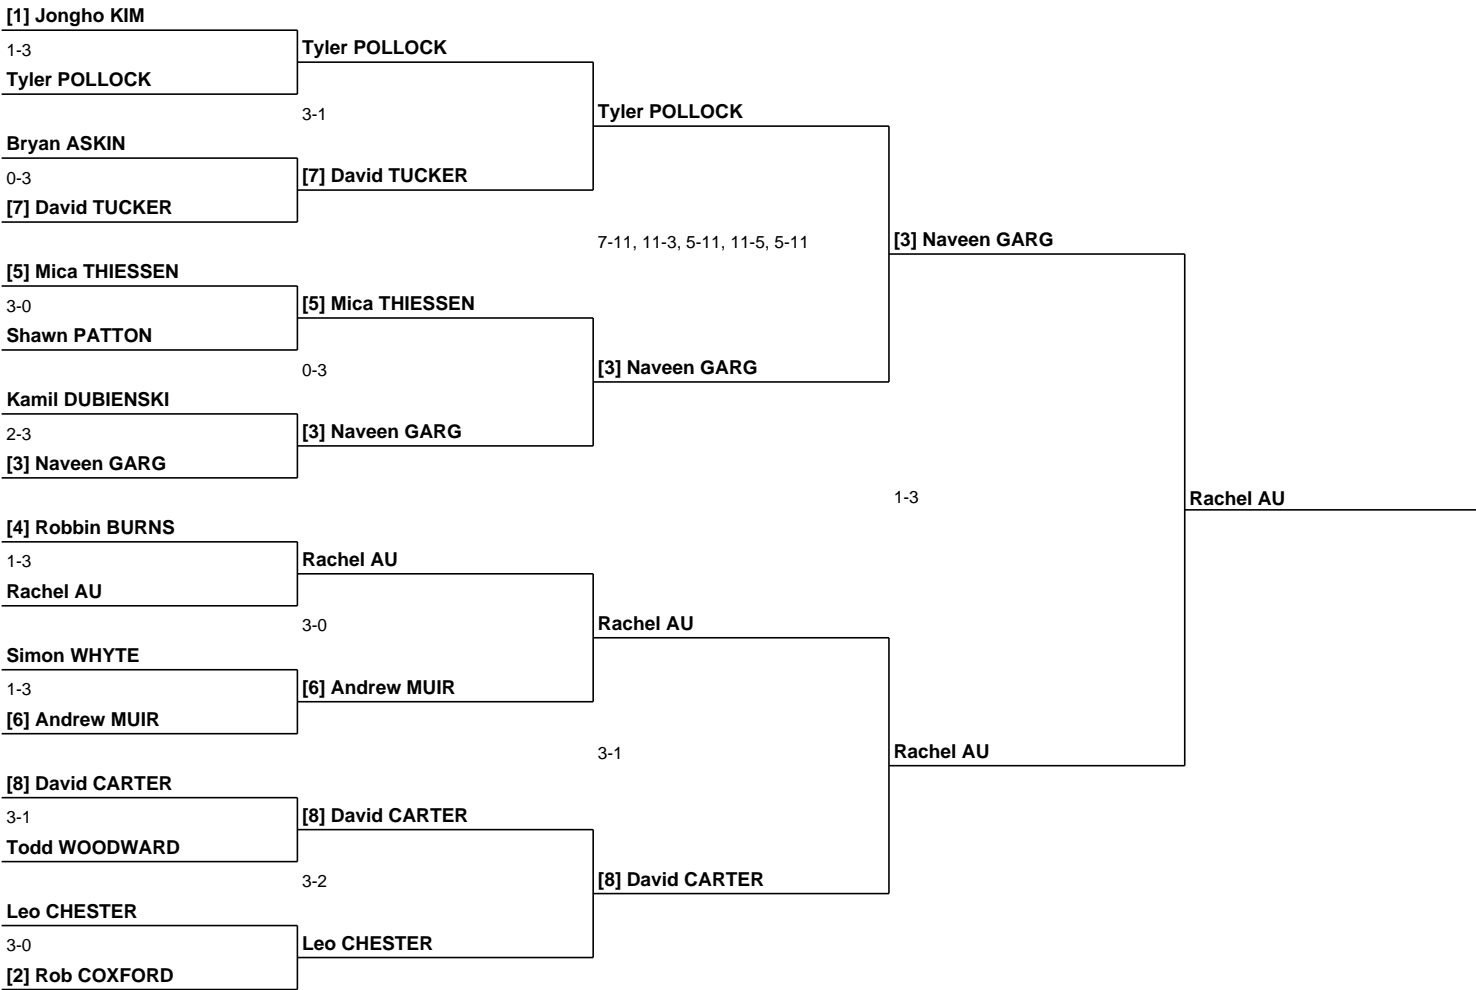 [1] Jongho KIM
1-3
Tyler POLLOCK
Bryan ASKIN
0-3
[7] David TUCKER
[5] Mica THIESSEN
3-0
Shawn PATTON
Kamil DUBIENSKI
2-3
[3] Naveen GARG
[4] Robbin BURNS
1-3
Rachel AU
Simon WHYTE
1-3
[6] Andrew MUIR
[8] David CARTER
3-1
Todd WOODWARD
Leo CHESTER
3-0
[2] Rob COXFORD
Tyler POLLOCK
3-1
[7] David TUCKER
[5] Mica THIESSEN
0-3
[3] Naveen GARG
Rachel AU
3-0
[6] Andrew MUIR
[8] David CARTER
3-2
Leo CHESTER
Tyler POLLOCK
7-11, 11-3, 5-11, 11-5, 5-11
[3] Naveen GARG
Rachel AU
3-1
[8] David CARTER
[3] Naveen GARG
1-3
Rachel AU
Rachel AU